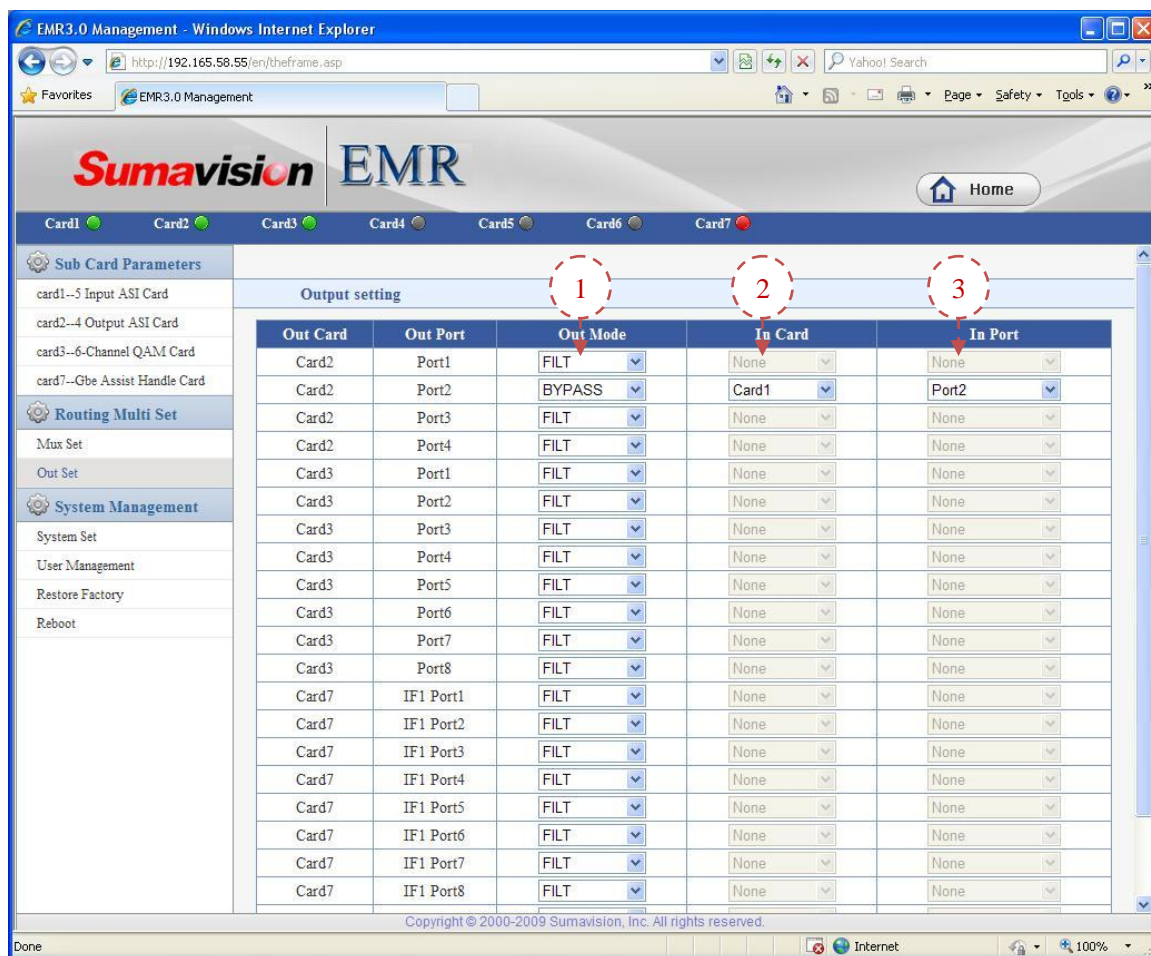 EMR3.0 Management - Windows Internet Explorer
http://192.165.58.55/en/theframe.asp
Yahoo! Search
Favorites
EMR3.0 Management
Page
Safety
Tools
Sumavision EMR
Home
Card1 Card2 Card3 Card4 Card5 Card6 Card7
Sub Card Parameters
card1--5 Input ASI Card
card2--4 Output ASI Card
card3--6-Channel QAM Card
card7--Gbe Assist Handle Card
Routing Multi Set
Mux Set
Out Set
System Management
System Set
User Management
Restore Factory
Reboot
Output setting
1 2 3
Out Card Out Port Out Mode In Card In Port
Card2 Port1 FILT None None
Card2 Port2 BYPASS Card1 Port2
Card2 Port3 FILT None None
Card2 Port4 FILT None None
Card3 Port1 FILT None None
Card3 Port2 FILT None None
Card3 Port3 FILT None None
Card3 Port4 FILT None None
Card3 Port5 FILT None None
Card3 Port6 FILT None None
Card3 Port7 FILT None None
Card3 Port8 FILT None None
Card7 IF1 Port1 FILT None None
Card7 IF1 Port2 FILT None None
Card7 IF1 Port3 FILT None None
Card7 IF1 Port4 FILT None None
Card7 IF1 Port5 FILT None None
Card7 IF1 Port6 FILT None None
Card7 IF1 Port7 FILT None None
Card7 IF1 Port8 FILT None None
Copyright © 2000-2009 Sumavision, Inc. All rights reserved.
Done
Internet
100%